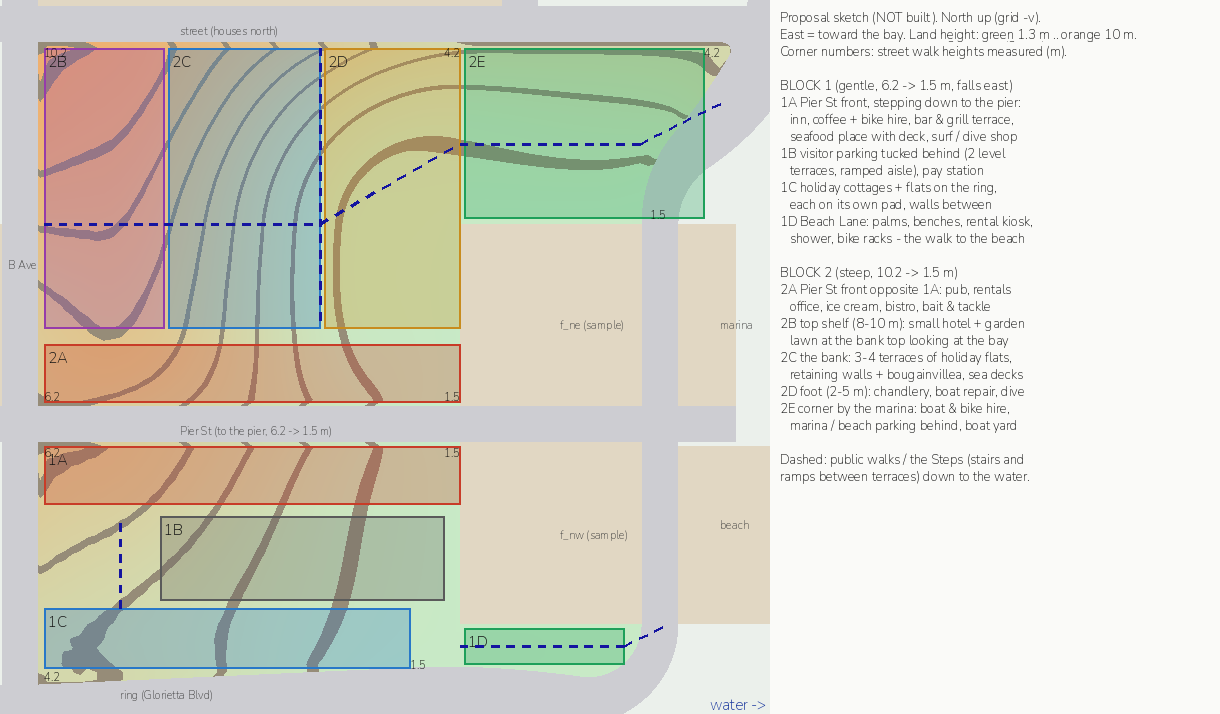 street (houses north)
10.2
2B
2C
4.2
2D
2E
4.2
1.5
B Ave
f_ne (sample)
marina
2A
6.2
1.5
Pier St (to the pier, 6.2 -> 1.5 m)
6.2
1A
1.5
1B
f_nw (sample)
beach
1C
1D
1.5
4.2
ring (Glorietta Blvd)
water ->
Proposal sketch (NOT built). North up (grid -v).
East = toward the bay. Land height: green 1.3 m .. orange 10 m.
Corner numbers: street walk heights measured (m).
BLOCK 1 (gentle, 6.2 -> 1.5 m, falls east)
1A Pier St front, stepping down to the pier:
inn, coffee + bike hire, bar & grill terrace,
seafood place with deck, surf / dive shop
1B visitor parking tucked behind (2 level
terraces, ramped aisle), pay station
1C holiday cottages + flats on the ring,
each on its own pad, walls between
1D Beach Lane: palms, benches, rental kiosk,
shower, bike racks - the walk to the beach
BLOCK 2 (steep, 10.2 -> 1.5 m)
2A Pier St front opposite 1A: pub, rentals
office, ice cream, bistro, bait & tackle
2B top shelf (8-10 m): small hotel + garden
lawn at the bank top looking at the bay
2C the bank: 3-4 terraces of holiday flats,
retaining walls + bougainvillea, sea decks
2D foot (2-5 m): chandlery, boat repair, dive
2E corner by the marina: boat & bike hire,
marina / beach parking behind, boat yard
Dashed: public walks / the Steps (stairs and
ramps between terraces) down to the water.